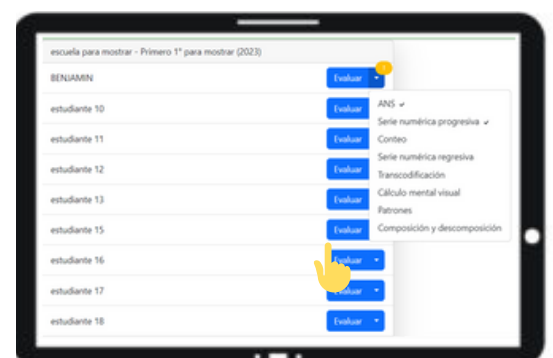 escuela para mostrar - Primero 1° para mostrar (2023)
BENJAMIN Evaluar
ANS ✓
estudiante 10 Evaluar
Serie numérica progresiva ✓
estudiante 11 Evaluar
Conteo
Serie numérica regresiva
estudiante 12 Evaluar
Transcodificación
Cálculo mental visual
estudiante 13 Evaluar
Patrones
estudiante 15 Evaluar
Composición y descomposición
estudiante 16 Evaluar
estudiante 17 Evaluar
estudiante 18 Evaluar